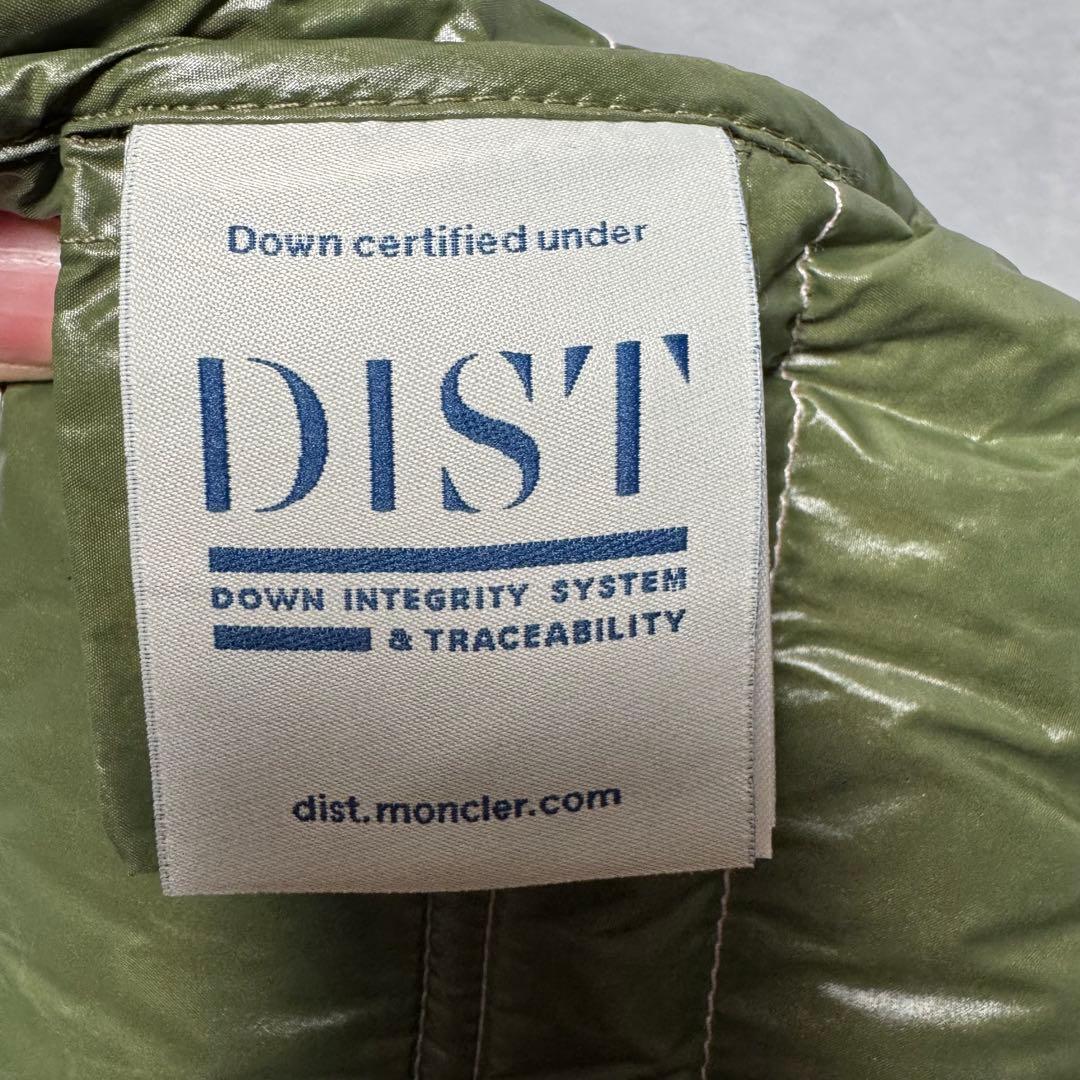 Down certified under
DIST
DOWN INTEGRITY SYSTEM
& TRACEABILITY
dist.moncler.com